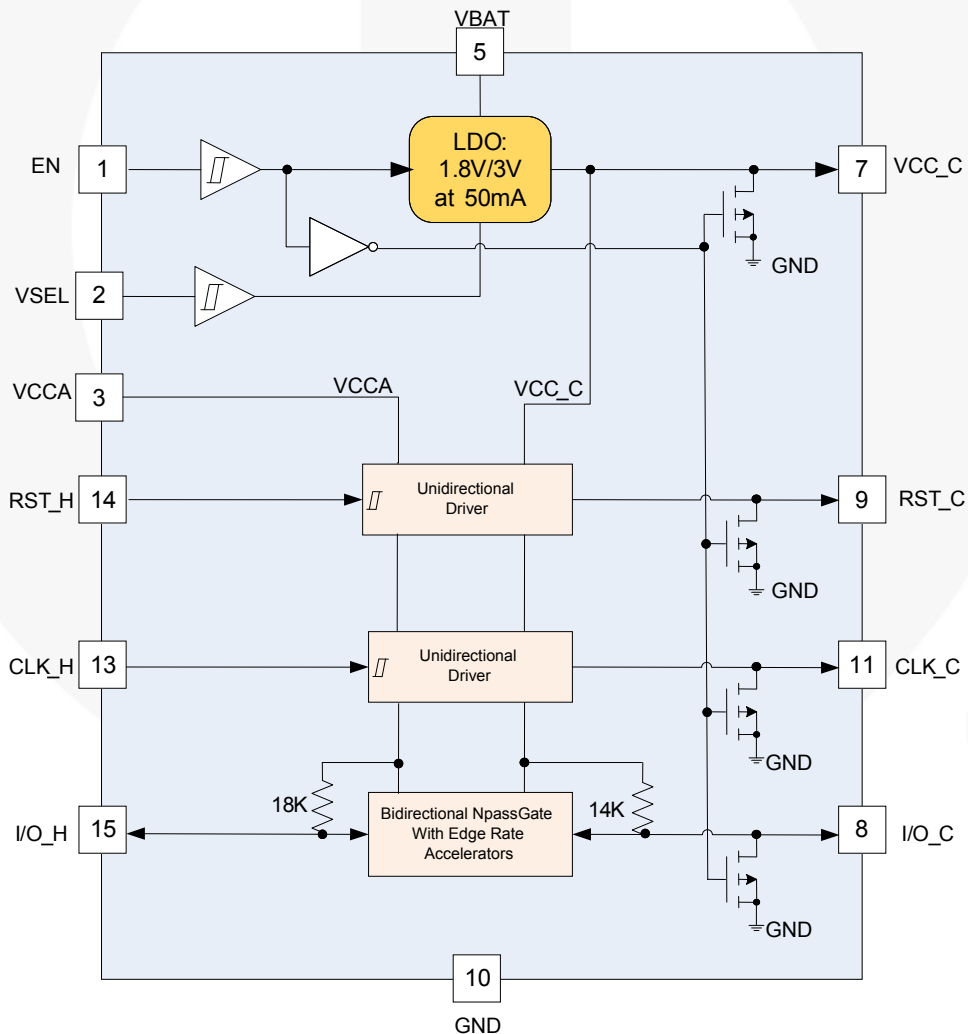 VBAT
5
EN
1
LDO:
1.8V/3V
at 50mA
7
VCC_C
GND
VSEL
2
VCCA
3
VCCA
VCC_C
RST_H
14
Unidirectional
Driver
9
RST_C
GND
CLK_H
13
Unidirectional
Driver
11
CLK_C
GND
18K
14K
I/O_H
15
Bidirectional NpassGate
With Edge Rate
Accelerators
8
I/O_C
GND
10
GND